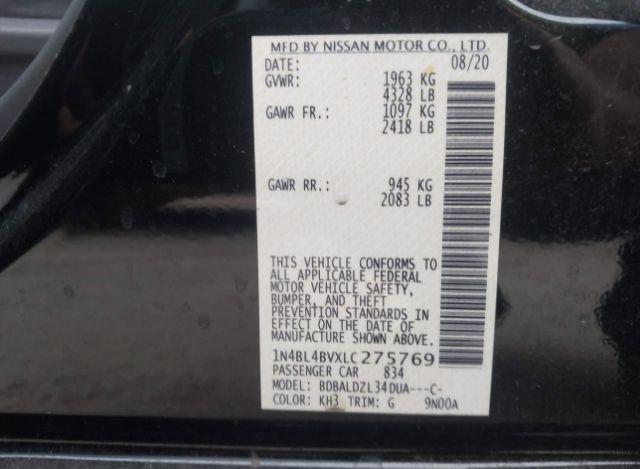 MFD BY NISSAN MOTOR CO., LTD.
DATE: 08/20
GVWR: 1963 KG
4328 LB
GAWR FR.: 1097 KG
2418 LB
GAWR RR.: 945 KG
2083 LB
THIS VEHICLE CONFORMS TO
ALL APPLICABLE FEDERAL
MOTOR VEHICLE SAFETY,
BUMPER, AND THEFT
PREVENTION STANDARDS IN
EFFECT ON THE DATE OF
MANUFACTURE SHOWN ABOVE.
1N4BL4BVXLC275769
PASSENGER CAR 834
MODEL: BDBALDZL34DUA---C-
COLOR: KH3 TRIM: G 9N00A